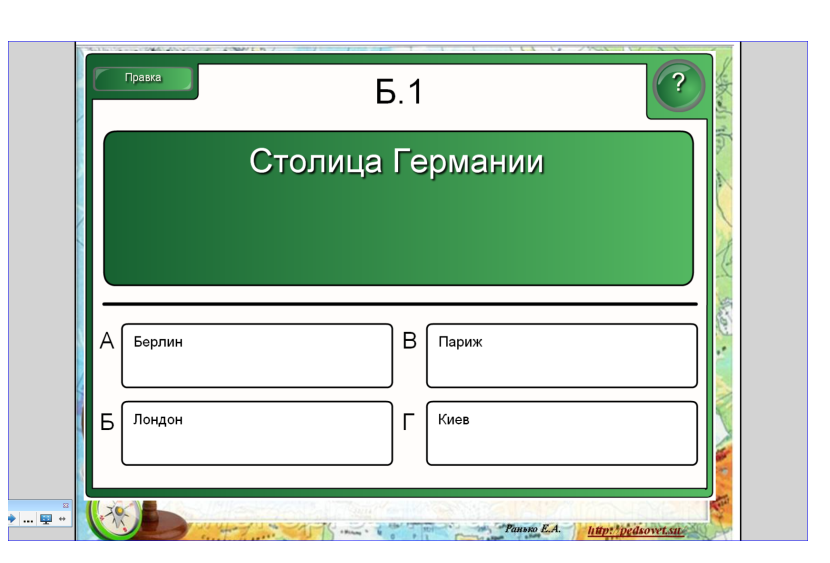 Правка
Б.1
?
Столица Германии
А Берлин
В Париж
Б Лондон
Г Киев
...
Ранько Е.А.
http://pedsovet.su